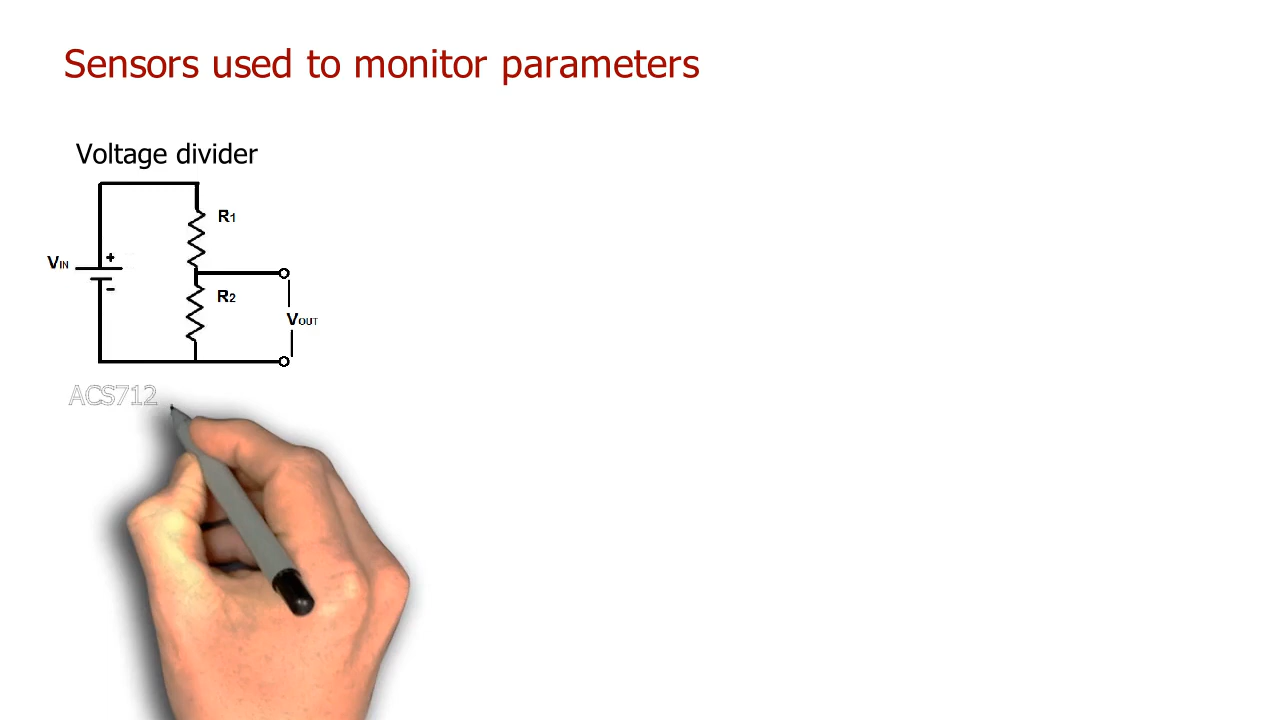 Sensors used to monitor parameters
Voltage divider
R1
+
VIN
-
R2
VOUT
ACS712